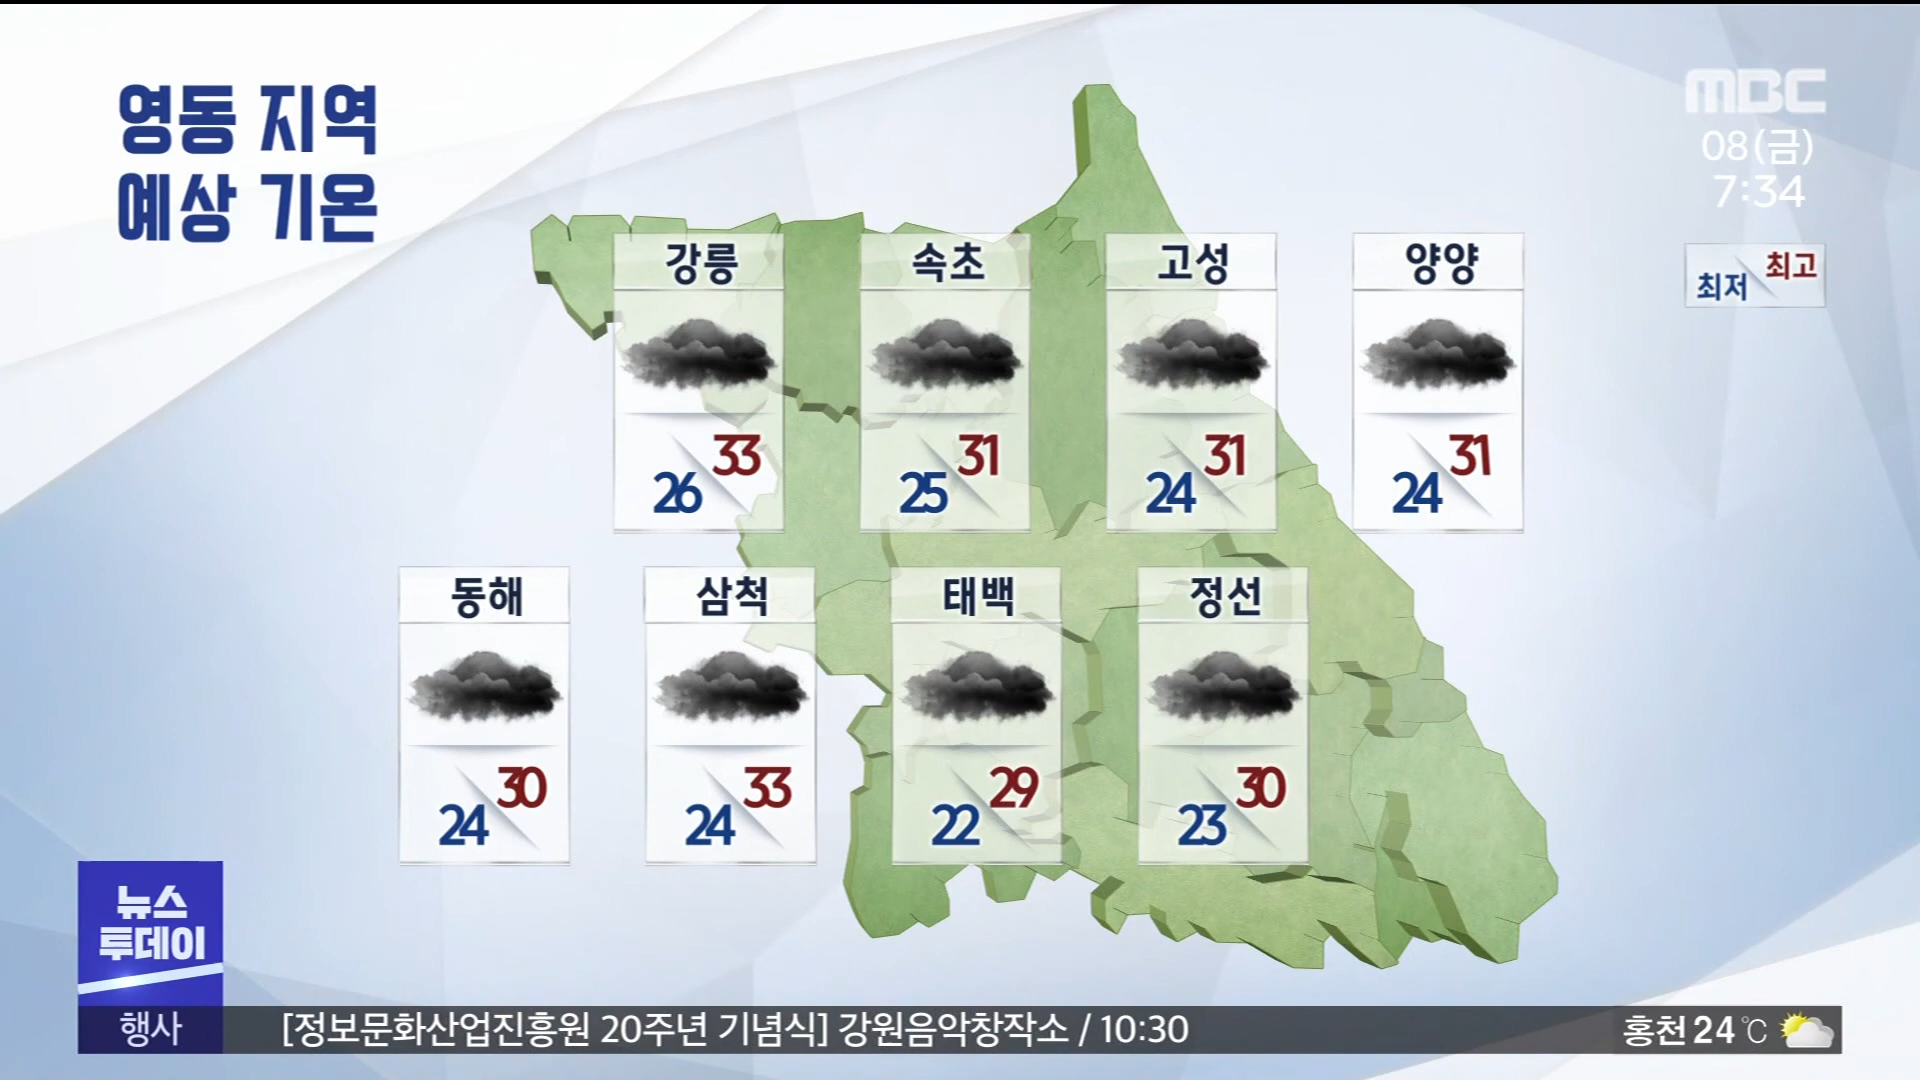 영동 지역
예상 기온
MBC
08(금)
7:34
최저 최고
강릉 속초 고성 양양
26 33 25 31 24 31 24 31
동해 삼척 태백 정선
24 30 24 33 22 29 23 30
뉴스
투데이
행사 [정보문화산업진흥원 20주년 기념식] 강원음악창작소 / 10:30 홍천 24℃